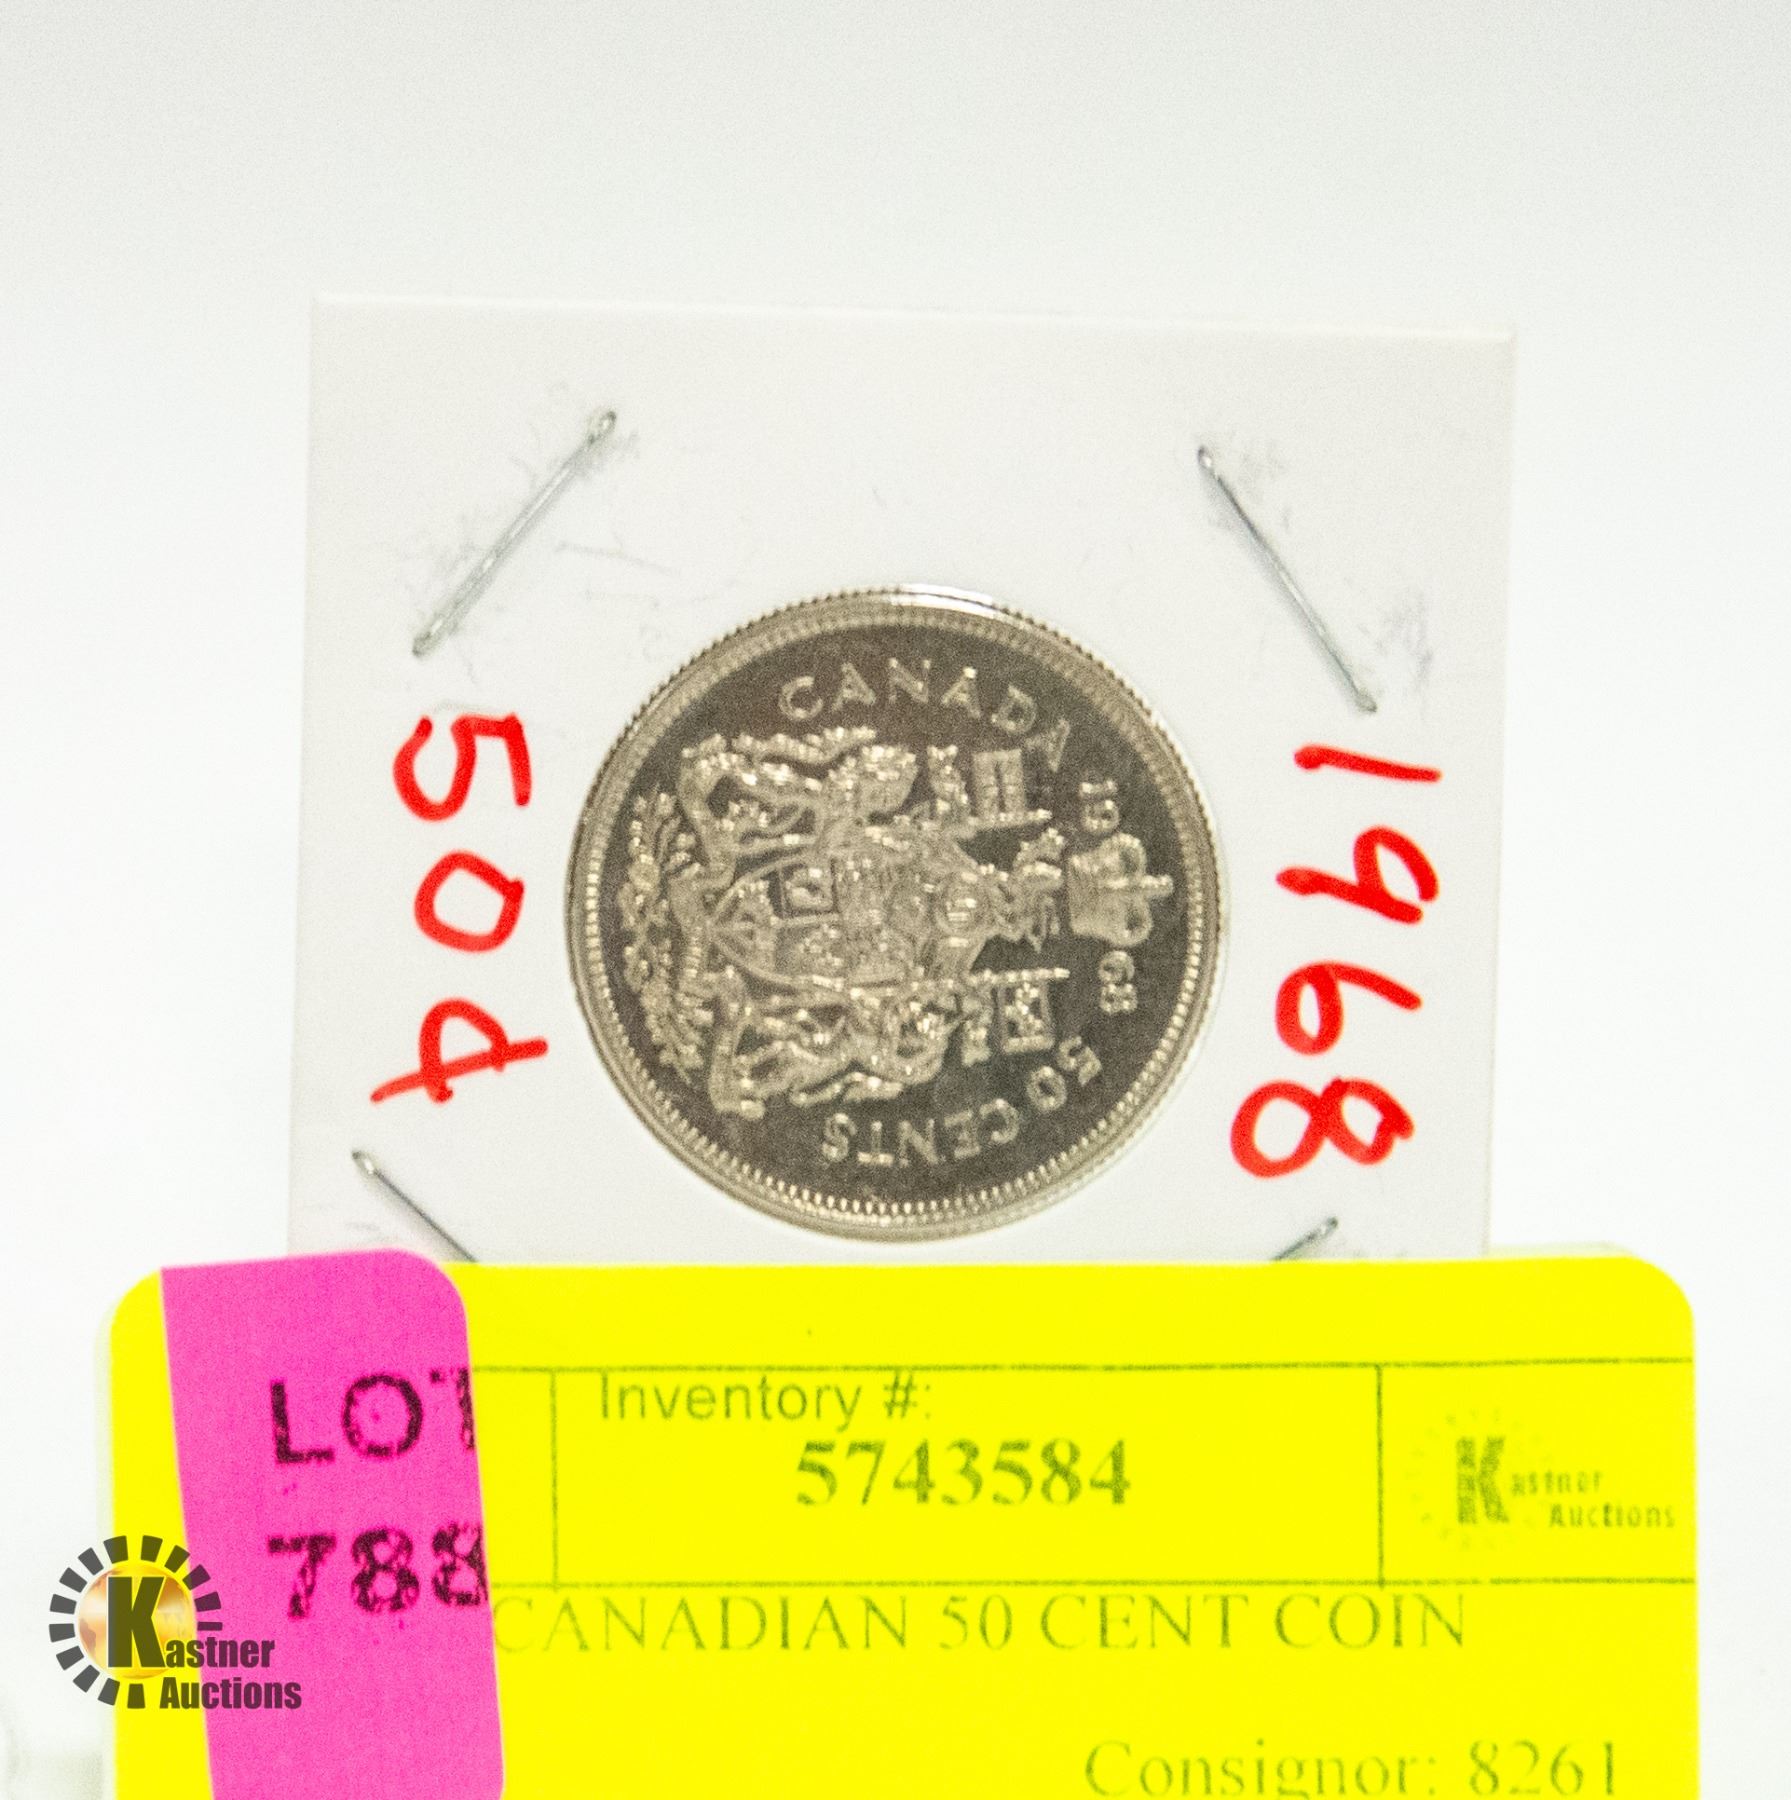 50¢
1968
CANADA
19 68
50 CENTS
LOT
788
Inventory #:
5743584
Kastner
Auctions
CANADIAN 50 CENT COIN
Consignor: 8261
Kastner
Auctions